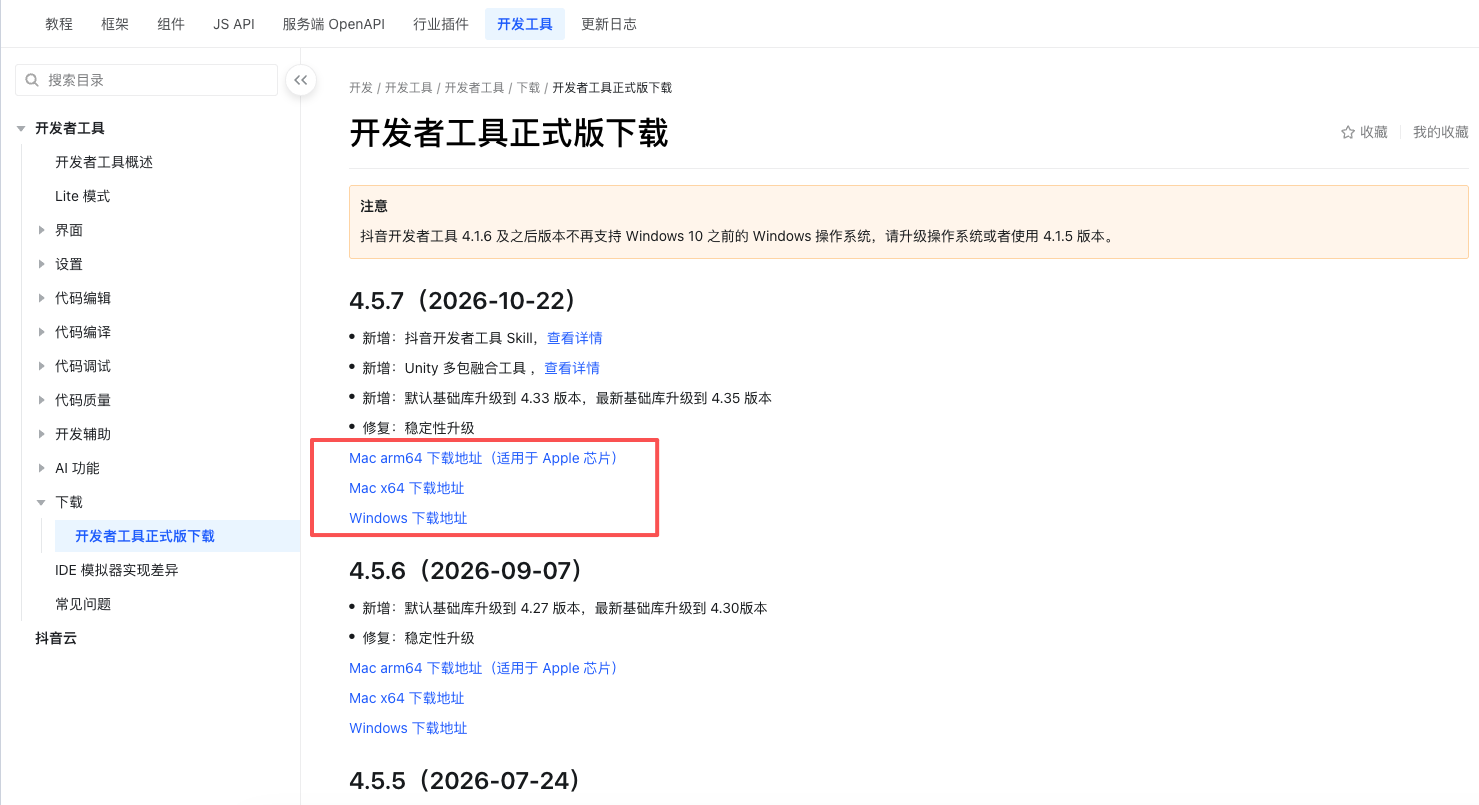 教程 框架 组件 JS API 服务端 OpenAPI 行业插件 开发工具 更新日志
搜索目录
开发者工具
开发者工具概述
Lite 模式
界面
设置
代码编辑
代码编译
代码调试
代码质量
开发辅助
AI 功能
下载
开发者工具正式版下载
IDE 模拟器实现差异
常见问题
抖音云
开发 / 开发工具 / 开发者工具 / 下载 / 开发者工具正式版下载
开发者工具正式版下载
收藏 我的收藏
注意
抖音开发者工具 4.1.6 及之后版本不再支持 Windows 10 之前的 Windows 操作系统，请升级操作系统或者使用 4.1.5 版本。
4.5.7（2026-10-22）
• 新增：抖音开发者工具 Skill，查看详情
• 新增：Unity 多包融合工具 ，查看详情
• 新增：默认基础库升级到 4.33 版本，最新基础库升级到 4.35 版本
• 修复：稳定性升级
Mac arm64 下载地址（适用于 Apple 芯片）
Mac x64 下载地址
Windows 下载地址
4.5.6（2026-09-07）
• 新增：默认基础库升级到 4.27 版本，最新基础库升级到 4.30版本
• 修复：稳定性升级
Mac arm64 下载地址（适用于 Apple 芯片）
Mac x64 下载地址
Windows 下载地址
4.5.5（2026-07-24）